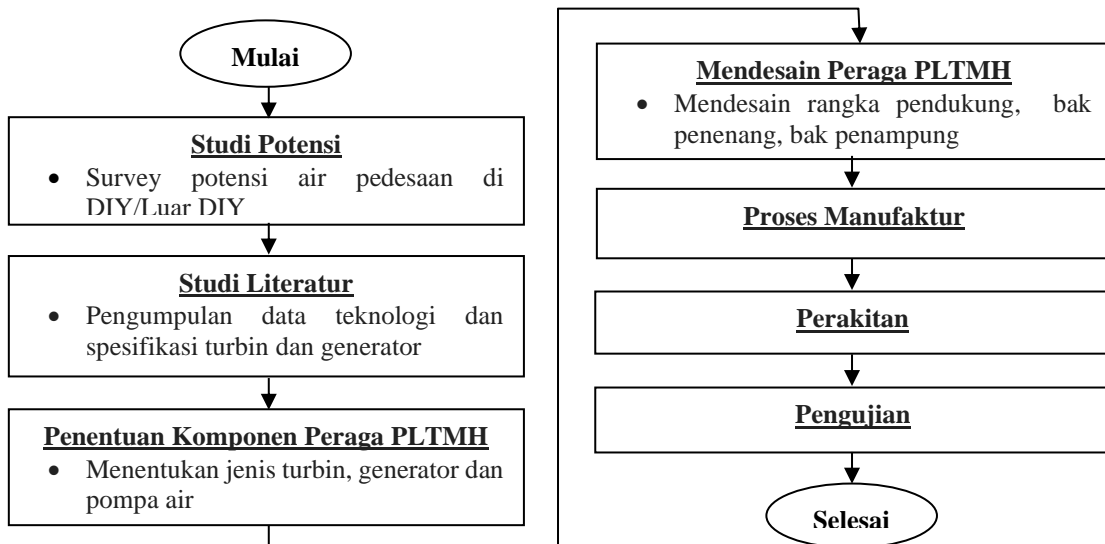 Mulai
Studi Potensi
• Survey potensi air pedesaan di
DIY/Luar DIY
Studi Literatur
• Pengumpulan data teknologi dan
spesifikasi turbin dan generator
Penentuan Komponen Peraga PLTMH
• Menentukan jenis turbin, generator dan
pompa air
Mendesain Peraga PLTMH
• Mendesain rangka pendukung, bak
penenang, bak penampung
Proses Manufaktur
Perakitan
Pengujian
Selesai